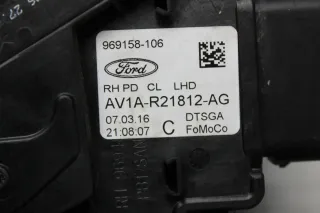 969158-106
Ford
RH PD CL LHD
AV1A-R21812-AG
07.03.16 DTSGA
21:08:07 C FoMoCo